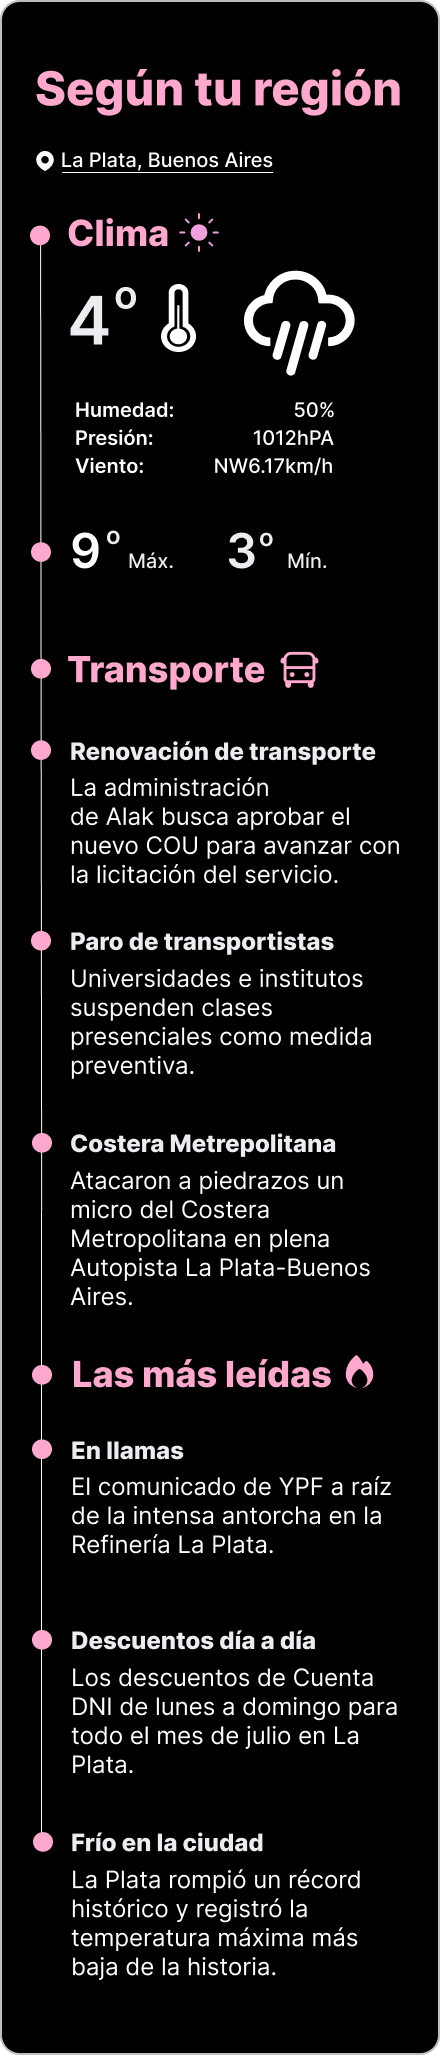 Según tu región
La Plata, Buenos Aires
Clima
4°
Humedad: 50%
Presión: 1012hPA
Viento: NW6.17km/h
9° Máx. 3° Mín.
Transporte
Renovación de transporte
La administración
de Alak busca aprobar el
nuevo COU para avanzar con
la licitación del servicio.
Paro de transportistas
Universidades e institutos
suspenden clases
presenciales como medida
preventiva.
Costera Metrepolitana
Atacaron a piedrazos un
micro del Costera
Metropolitana en plena
Autopista La Plata-Buenos
Aires.
Las más leídas
En llamas
El comunicado de YPF a raíz
de la intensa antorcha en la
Refinería La Plata.
Descuentos día a día
Los descuentos de Cuenta
DNI de lunes a domingo para
todo el mes de julio en La
Plata.
Frío en la ciudad
La Plata rompió un récord
histórico y registró la
temperatura máxima más
baja de la historia.